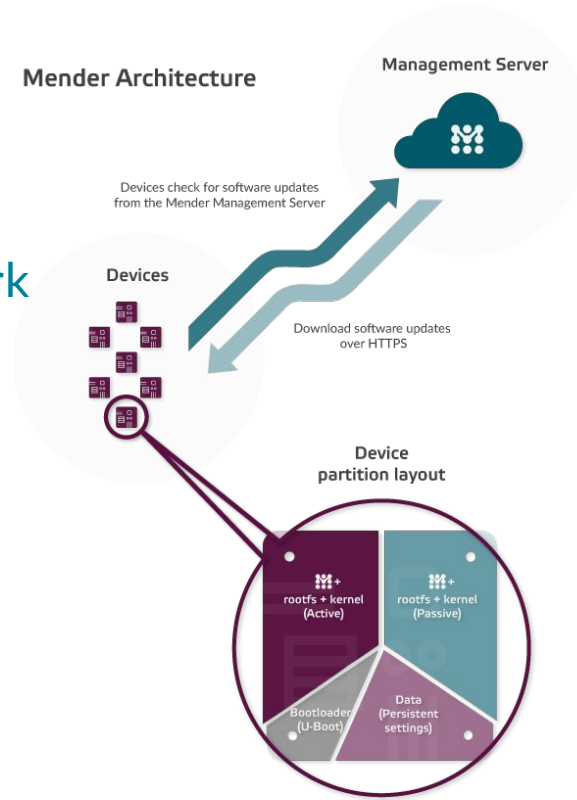 Management Server
Mender Architecture
Devices check for software updates
from the Mender Management Server
rk
Devices
Download software updates
over HTTPS
Device
partition layout
+
rootfs + kernel
(Active)
+
rootfs + kernel
(Passive)
Bootloader
(U-Boot)
Data
(Persistent
settings)